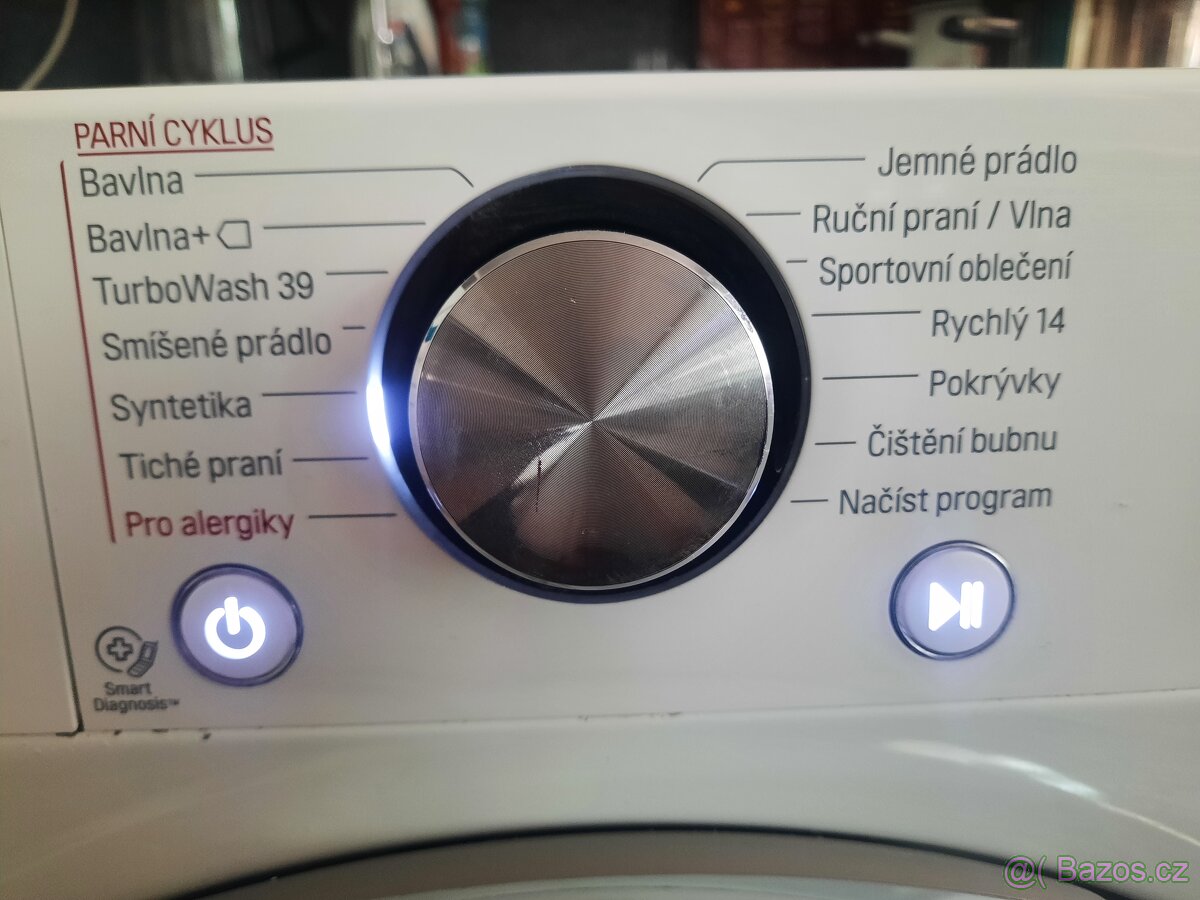 PARNÍ CYKLUS
Bavlna
Bavlna+
TurboWash 39
Smíšené prádlo
Syntetika
Tiché praní
Pro alergiky
Jemné prádlo
Ruční praní / Vlna
Sportovní oblečení
Rychlý 14
Pokrývky
Čištění bubnu
Načíst program
Smart
Diagnosis™
@( Bazos.cz